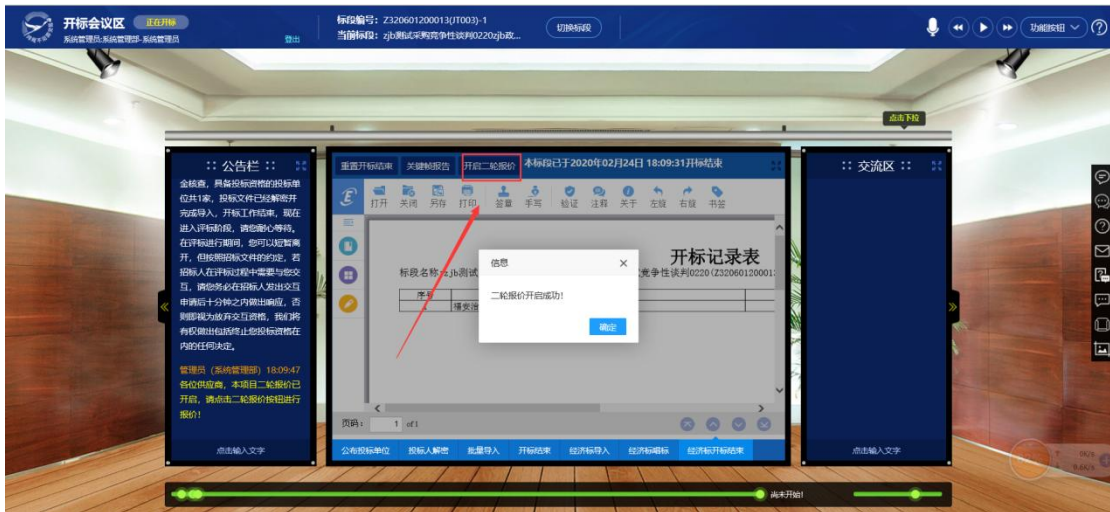 开标会议区 正在开标
系统管理员:系统管理部-系统管理员 登出
标段编号：Z320601200013(JT003)-1
当前标段：zjb测试采购竞争性谈判0220zjb政...
切换标段
功能按钮
点击下拉
:: 公告栏 ::
金核查，具备投标资格的投标单
位共1家，投标文件已经解密并
完成导入，开标工作结束，现在
进入评标阶段，请您耐心等待。
在评标进行期间，您可以短暂离
开，但按照招标文件的约定，若
招标人在评标过程中需要与您交
互，请您务必在招标人发出交互
申请后十分钟之内做出响应，否
则即视为放弃交互资格，我们将
有权做出包括终止您投标资格在
内的任何决定。
管理员（系统管理部）18:09:47
各位供应商，本项目二轮报价已
开启，请点击二轮报价按钮进行
报价！
点击输入文字
重置开标结束 关键帧报告 开启二轮报价 本标段已于2020年02月24日 18:09:31开标结束
打开 关闭 另存 打印 签章 手写 验证 注释 关于 左旋 右旋 书签
开标记录表
标段名称：zjb测试
竞争性谈判0220(Z32060120001
序号
信息
二轮报价开启成功!
确定
页码： 1 of1
公布投标单位 投标人解密 批量导入 开标结束 经济标导入 经济标唱标 经济标开标结束
:: 交流区 ::
点击输入文字
尚未开始!
0K/s